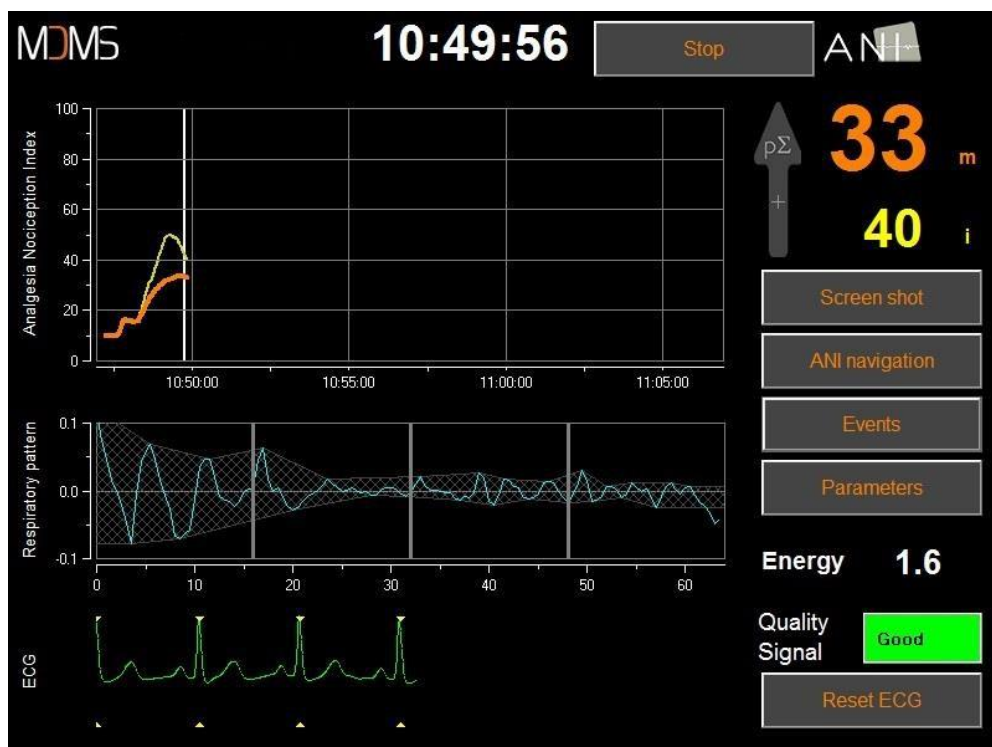 MDMS
10:49:56
Stop
ANI
100
80
60
40
20
0
Analgesia Nociception Index
10:50:00
10:55:00
11:00:00
11:05:00
pΣ
+
33 m
40 i
Screen shot
ANI navigation
Events
Parameters
0.1
0.0
-0.1
Respiratory pattern
0
10
20
30
40
50
60
Energy 1.6
ECG
Quality
Signal
Good
Reset ECG